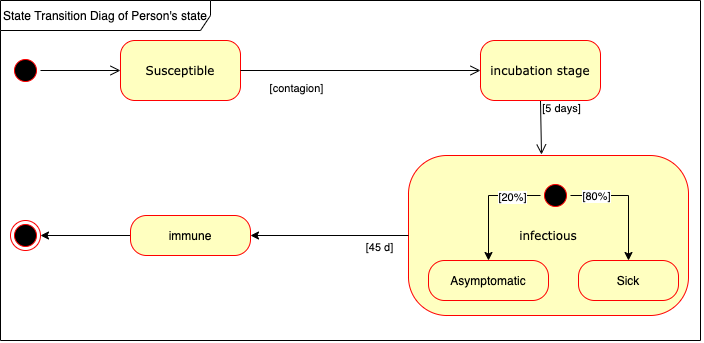 State Transition Diag of Person's state
Susceptible
[contagion]
incubation stage
[5 days]
[20%]
[80%]
infectious
Asymptomatic
Sick
[45 d]
immune